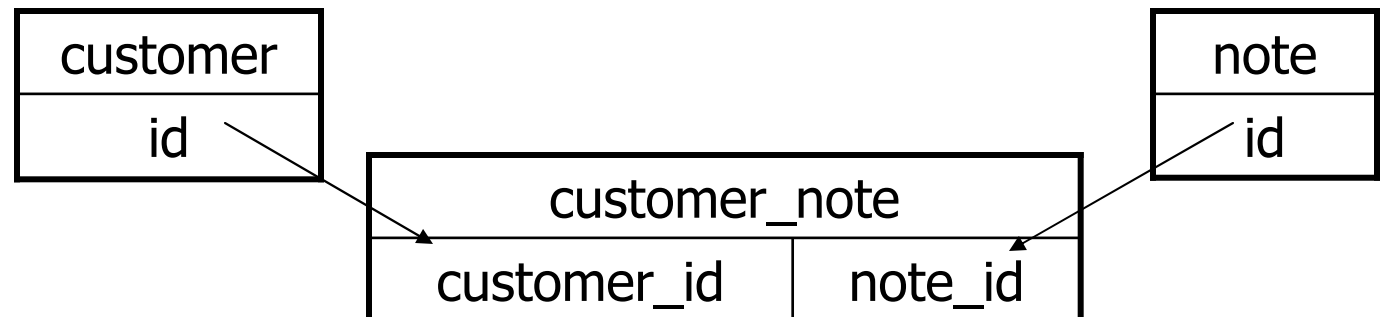 customer
id
note
id
customer_note
customer_id note_id